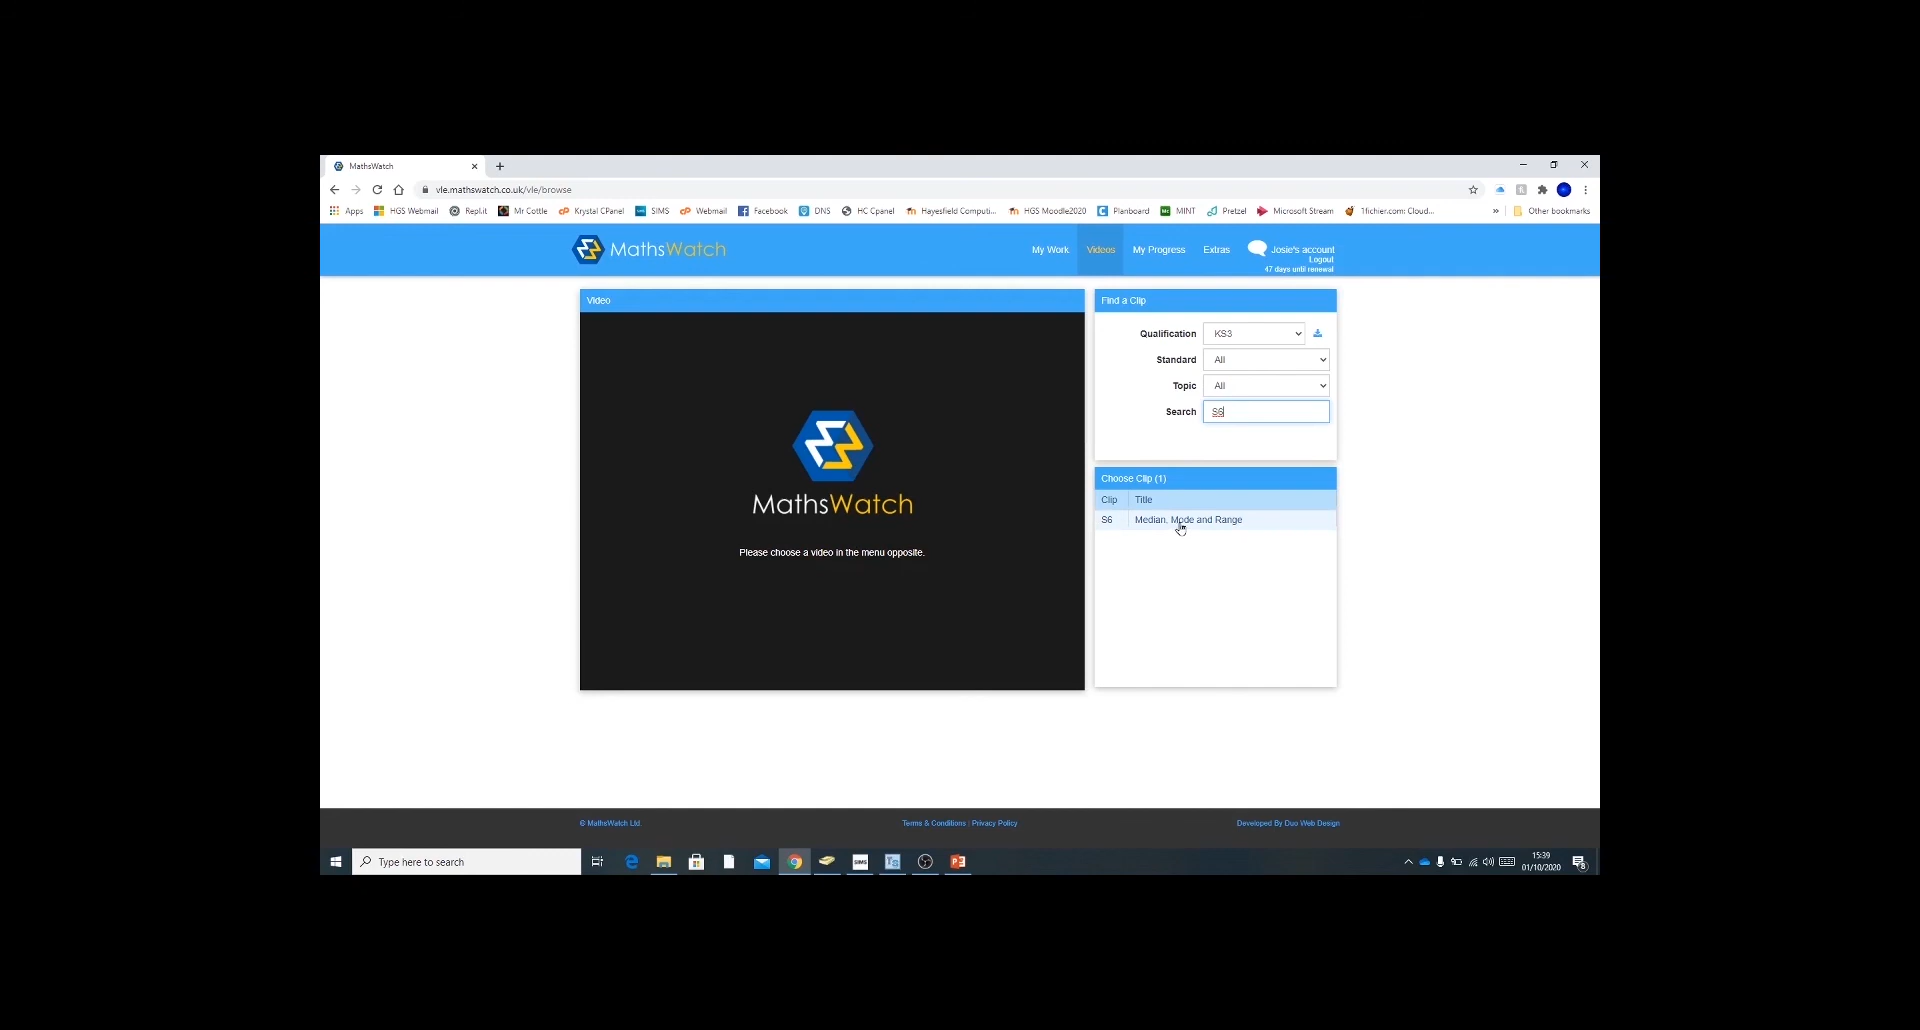 MathsWatch
vle.mathswatch.co.uk/vle/browse
Apps HGS Webmail Repl.it Mr Cottle Krystal CPanel SIMS Webmail Facebook DNS HC Cpanel Hayesfield Computi... HGS Moodle2020 Planboard MINT Pretzel Microsoft Stream 1fichier.com: Cloud... » Other bookmarks
MathsWatch
My Work Videos My Progress Extras Josie's account
Logout
47 days until renewal
Video
MathsWatch
Please choose a video in the menu opposite.
Find a Clip
Qualification KS3
Standard All
Topic All
Search S6
Choose Clip (1)
Clip Title
S6 Median, Mode and Range
© MathsWatch Ltd.
Terms & Conditions | Privacy Policy
Developed By Duo Web Design
Type here to search
SIMS
15:39
01/10/2020